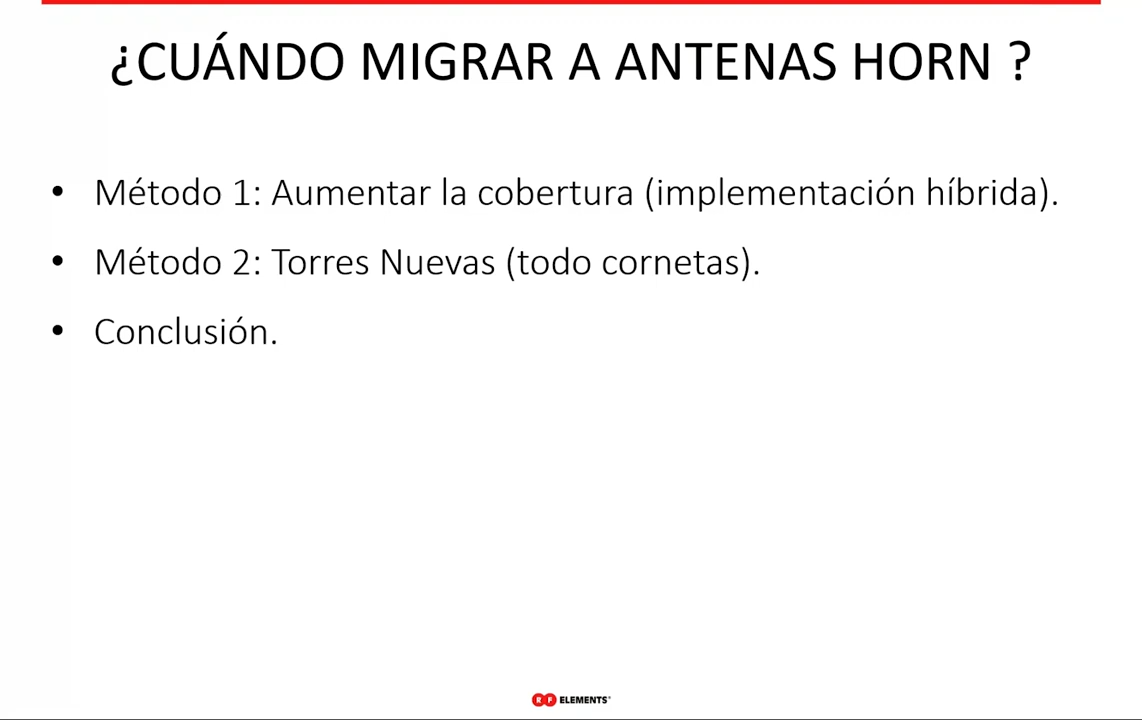 ¿CUÁNDO MIGRAR A ANTENAS HORN ?
• Método 1: Aumentar la cobertura (implementación híbrida).
• Método 2: Torres Nuevas (todo cornetas).
• Conclusión.
RF ELEMENTS®